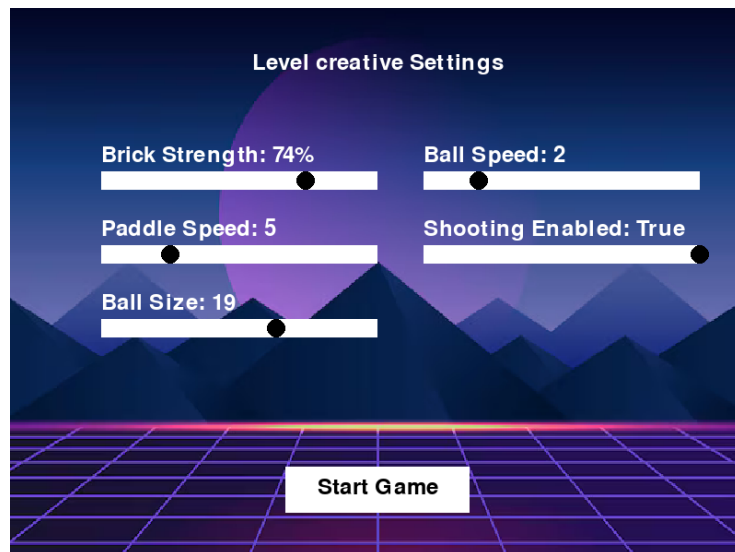 Level creative Settings
Brick Strength: 74%
Ball Speed: 2
Paddle Speed: 5
Shooting Enabled: True
Ball Size: 19
Start Game